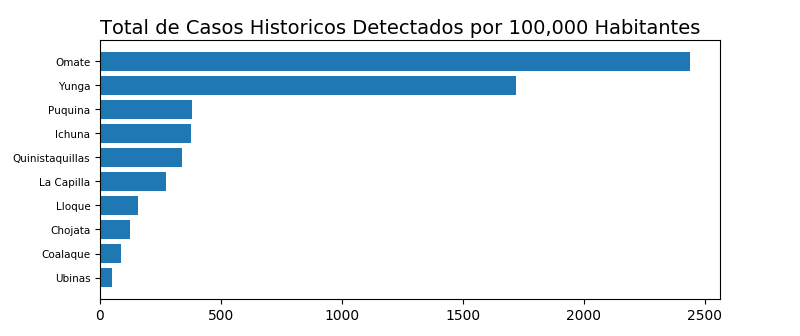 Total de Casos Historicos Detectados por 100,000 Habitantes
Omate
Yunga
Puquina
Ichuna
Quinistaquillas
La Capilla
Lloque
Chojata
Coalaque
Ubinas
0 500 1000 1500 2000 2500